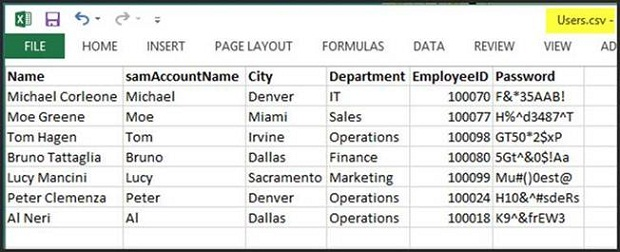 Users.csv -
FILE HOME INSERT PAGE LAYOUT FORMULAS DATA REVIEW VIEW AD
Name samAccountName City Department EmployeeID Password
Michael Corleone Michael Denver IT 100070 F&*35AAB!
Moe Greene Moe Miami Sales 100077 H%^d3487^T
Tom Hagen Tom Irvine Operations 100098 GT50*2$xP
Bruno Tattaglia Bruno Dallas Finance 100080 5Gt^&0$!Aa
Lucy Mancini Lucy Sacramento Marketing 100099 Mu#()0est@
Peter Clemenza Peter Denver Operations 100024 H10&^#sdeRs
Al Neri Al Dallas Operations 100018 K9^&frEW3